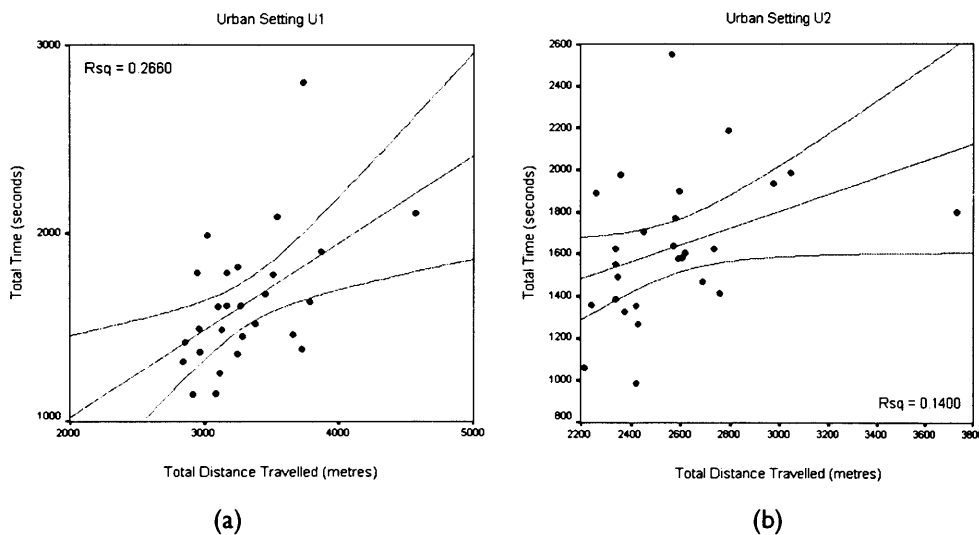 Urban Setting U1
Rsq = 0.2660
3000
2000
1000
Total Time (seconds)
2000
3000
4000
5000
Total Distance Travelled (metres)
(a)
Urban Setting U2
2600
2400
2200
2000
1800
1600
1400
1200
1000
800
Total Time (seconds)
Rsq = 0.1400
2200
2400
2600
2800
3000
3200
3400
3600
3800
Total Distance Travelled (metres)
(b)